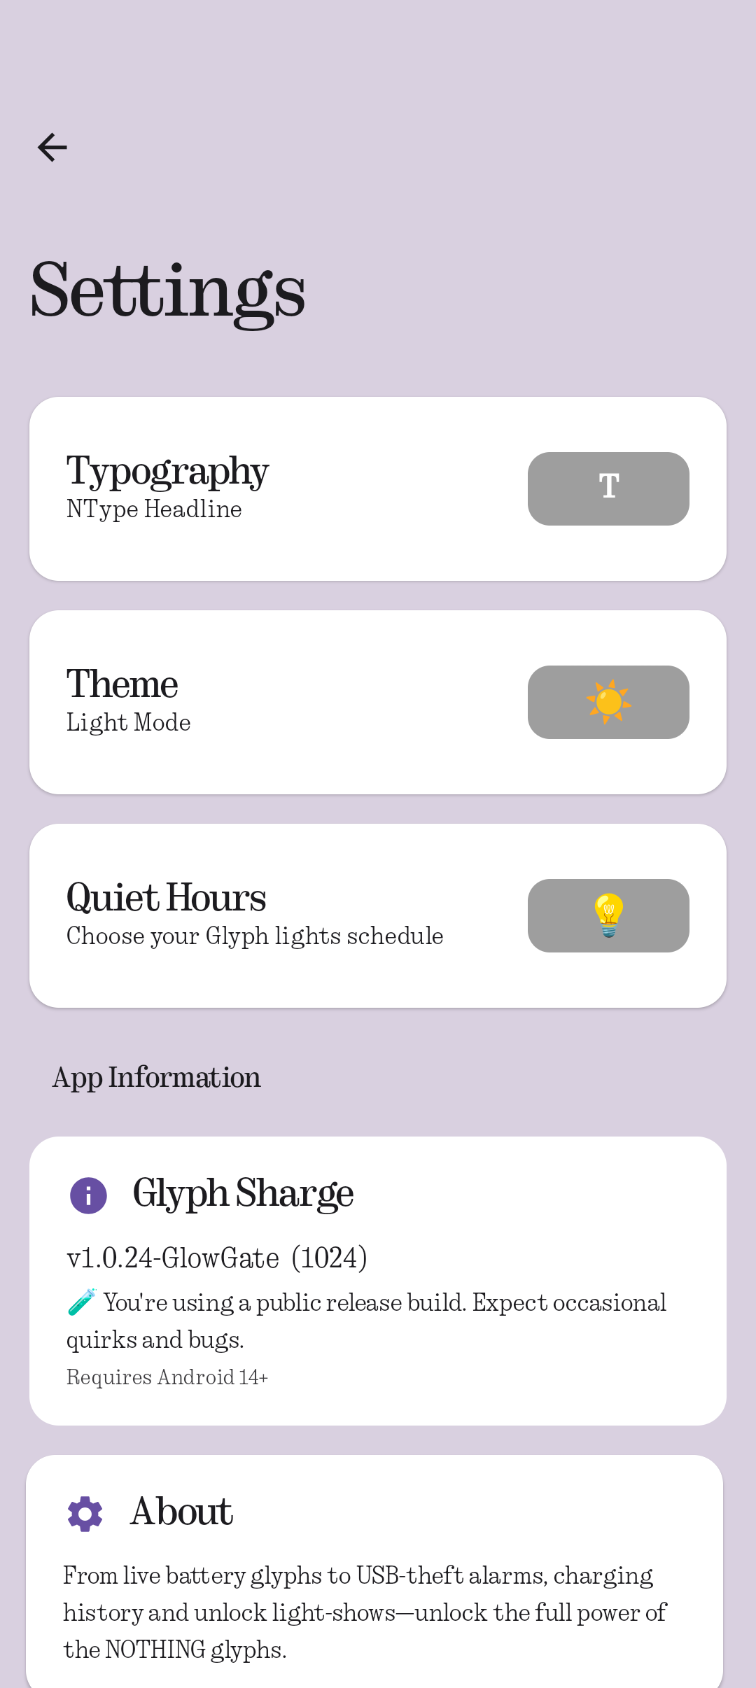 Settings
Typography
NType Headline
T
Theme
Light Mode
Quiet Hours
Choose your Glyph lights schedule
App Information
Glyph Sharge
v1.0.24-GlowGate (1024)
You're using a public release build. Expect occasional
quirks and bugs.
Requires Android 14+
About
From live battery glyphs to USB-theft alarms, charging
history and unlock light-shows—unlock the full power of
the NOTHING glyphs.